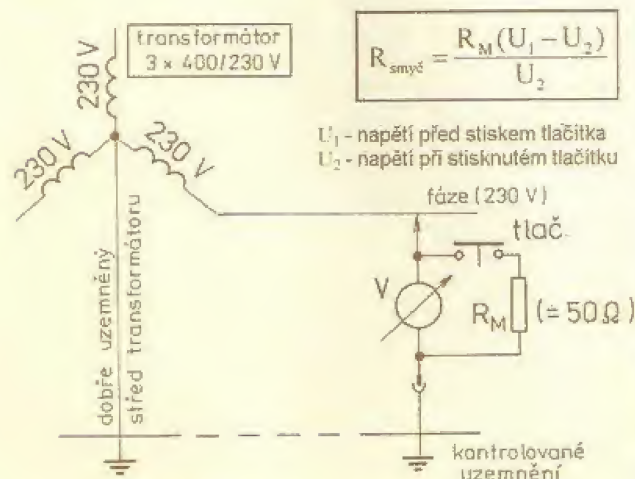 transformátor
3 × 400/230 V
R_smyč = R_M(U_1 − U_2) / U_2
230 V
U_1 - napětí před stiskem tlačítka
U_2 - napětí při stisknutém tlačítku
230 V
230 V
fáze (230 V)
tlač.
V
R_M
(= 50Ω)
dobře uzemněný
střed transformátoru
kontrolované
uzemnění